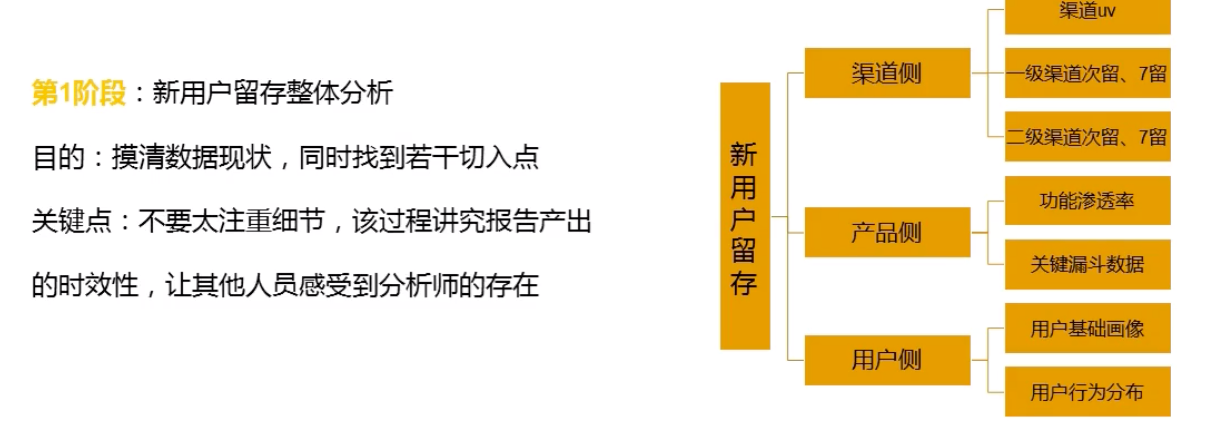 第1阶段：新用户留存整体分析
目的：摸清数据现状，同时找到若干切入点
关键点：不要太注重细节，该过程讲究报告产出
的时效性，让其他人员感受到分析师的存在
新用户留存
渠道侧
渠道uv
一级渠道次留、7留
二级渠道次留、7留
产品侧
功能渗透率
关键漏斗数据
用户侧
用户基础画像
用户行为分布